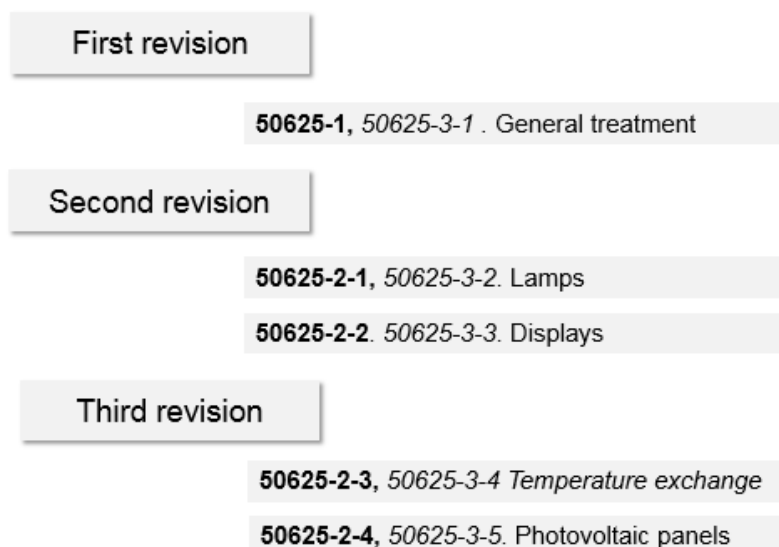 First revision
50625-1, 50625-3-1 . General treatment
Second revision
50625-2-1, 50625-3-2. Lamps
50625-2-2. 50625-3-3. Displays
Third revision
50625-2-3, 50625-3-4 Temperature exchange
50625-2-4, 50625-3-5. Photovoltaic panels